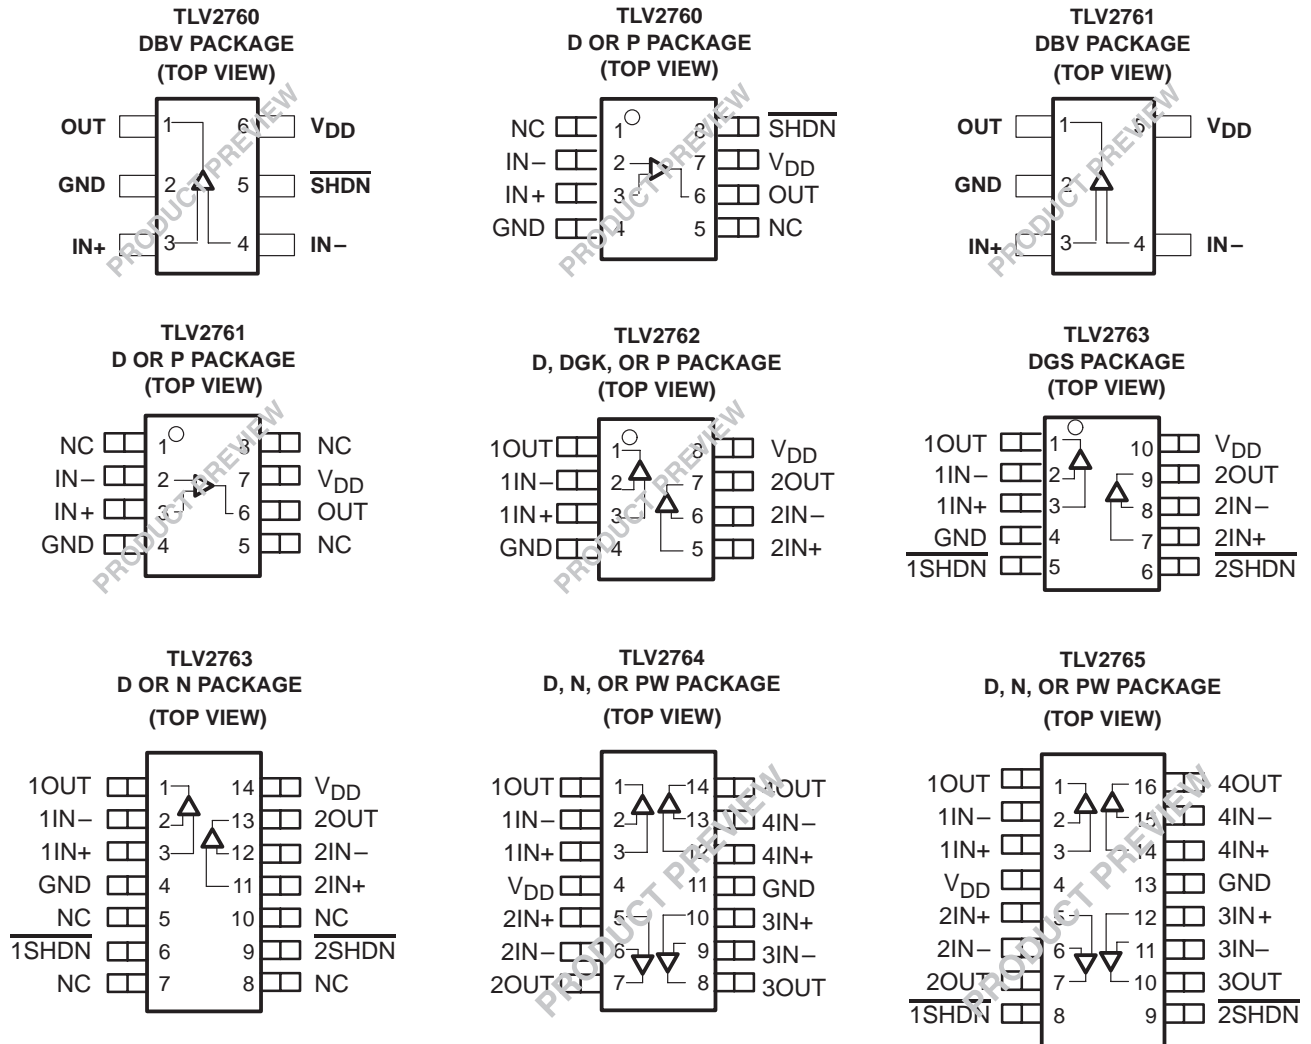 TLV2760
DBV PACKAGE
(TOP VIEW)
OUT 1 6 VDD
GND 2 5 SHDN
IN+ 3 4 IN−
PRODUCT PREVIEW
TLV2760
D OR P PACKAGE
(TOP VIEW)
NC 1 8 SHDN
IN− 2 7 VDD
IN+ 3 6 OUT
GND 4 5 NC
PRODUCT PREVIEW
TLV2761
DBV PACKAGE
(TOP VIEW)
OUT 1 5 VDD
GND 2
IN+ 3 4 IN−
PRODUCT PREVIEW
TLV2761
D OR P PACKAGE
(TOP VIEW)
NC 1 8 NC
IN− 2 7 VDD
IN+ 3 6 OUT
GND 4 5 NC
PRODUCT PREVIEW
TLV2762
D, DGK, OR P PACKAGE
(TOP VIEW)
1OUT 1 8 VDD
1IN− 2 7 2OUT
1IN+ 3 6 2IN−
GND 4 5 2IN+
PRODUCT PREVIEW
TLV2763
DGS PACKAGE
(TOP VIEW)
1OUT 1 10 VDD
1IN− 2 9 2OUT
1IN+ 3 8 2IN−
GND 4 7 2IN+
1SHDN 5 6 2SHDN
TLV2763
D OR N PACKAGE
(TOP VIEW)
1OUT 1 14 VDD
1IN− 2 13 2OUT
1IN+ 3 12 2IN−
GND 4 11 2IN+
NC 5 10 NC
1SHDN 6 9 2SHDN
NC 7 8 NC
TLV2764
D, N, OR PW PACKAGE
(TOP VIEW)
1OUT 1 14 4OUT
1IN− 2 13 4IN−
1IN+ 3 12 4IN+
VDD 4 11 GND
2IN+ 5 10 3IN+
2IN− 6 9 3IN−
2OUT 7 8 3OUT
PRODUCT PREVIEW
TLV2765
D, N, OR PW PACKAGE
(TOP VIEW)
1OUT 1 16 4OUT
1IN− 2 15 4IN−
1IN+ 3 14 4IN+
VDD 4 13 GND
2IN+ 5 12 3IN+
2IN− 6 11 3IN−
2OUT 7 10 3OUT
1SHDN 8 9 2SHDN
PRODUCT PREVIEW